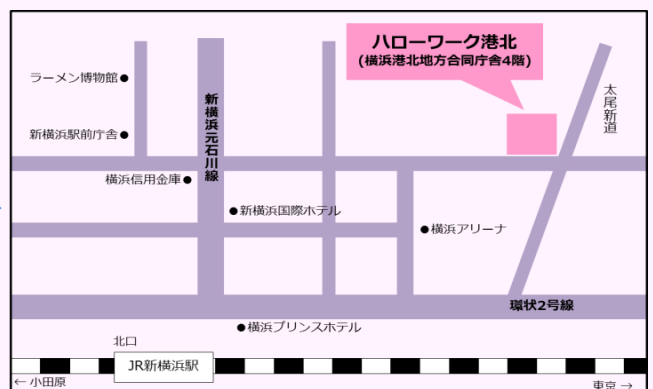 ハローワーク港北
(横浜港北地方合同庁舎4階)
ラーメン博物館●
太尾新道
新横浜元石川線
新横浜駅前庁舎●
横浜信用金庫●
●新横浜国際ホテル
●横浜アリーナ
環状2号線
●横浜プリンスホテル
北口
JR新横浜駅
← 小田原
東京 →